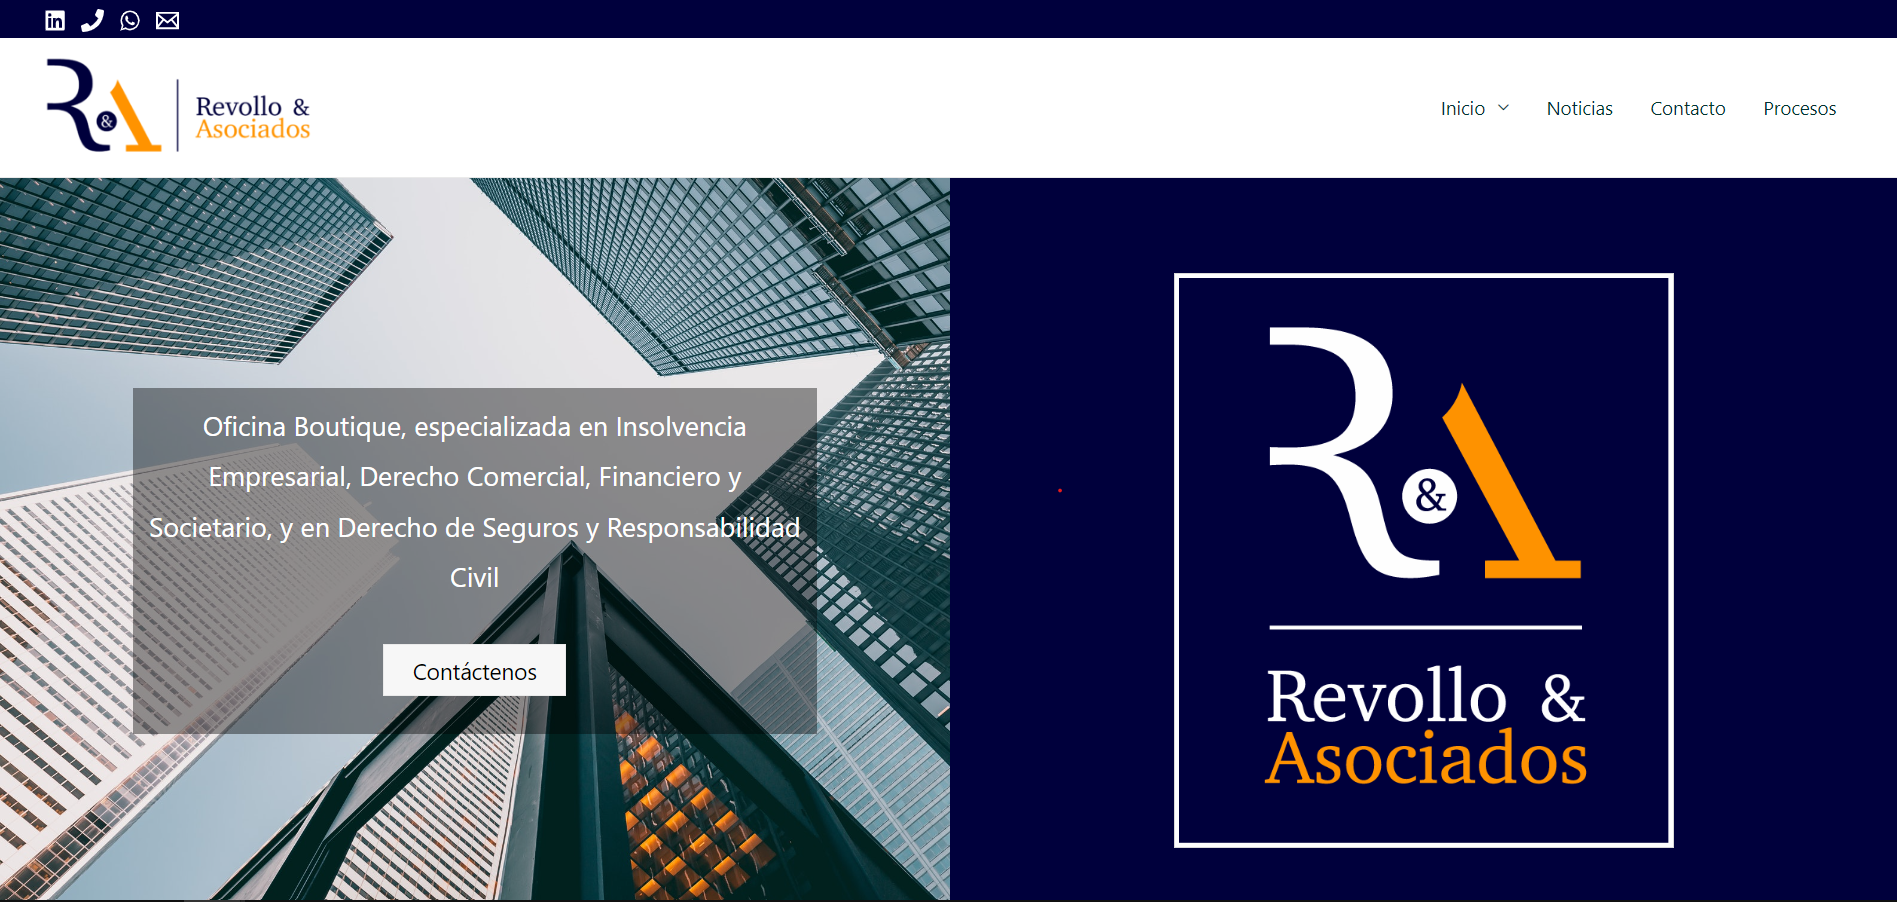 R&A
Revollo &
Asociados
Inicio
Noticias
Contacto
Procesos
Oficina Boutique, especializada en Insolvencia
Empresarial, Derecho Comercial, Financiero y
Societario, y en Derecho de Seguros y Responsabilidad
Civil
Contáctenos
R&A
Revollo &
Asociados